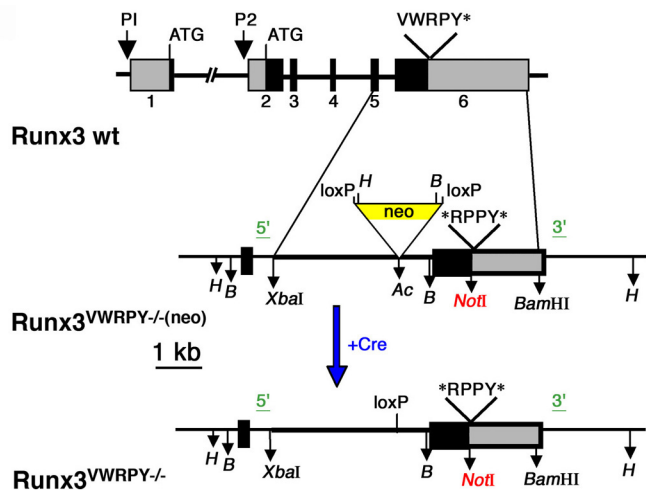 P1 P2 VWRPY*
ATG ATG
1 2 3 4 5 6
Runx3 wt
loxP H B loxP
neo
5' *RPPY* 3'
H B XbaI Ac B NotI BamHI H
Runx3VWRPY-/-(neo)
1 kb
+Cre
5' loxP *RPPY* 3'
H B XbaI B NotI BamHI H
Runx3VWRPY-/-